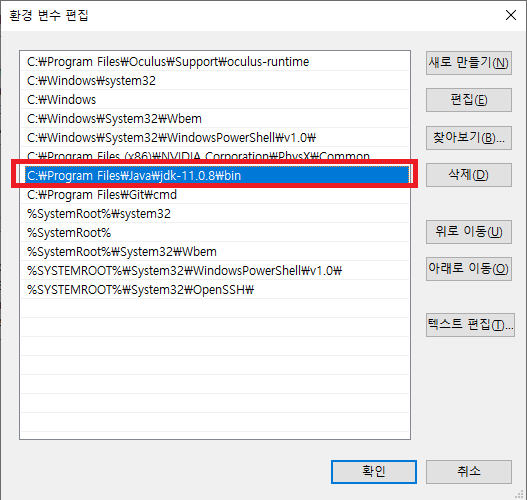 환경 변수 편집
C:₩Program Files₩Oculus₩Support₩oculus-runtime
C:₩Windows₩system32
C:₩Windows
C:₩Windows₩System32₩Wbem
C:₩Windows₩System32₩WindowsPowerShell₩v1.0₩
C:₩Program Files (x86)₩NVIDIA Corporation₩PhysX₩Common
C:₩Program Files₩Java₩jdk-11.0.8₩bin
C:₩Program Files₩Git₩cmd
%SystemRoot%₩system32
%SystemRoot%
%SystemRoot%₩System32₩Wbem
%SYSTEMROOT%₩System32₩WindowsPowerShell₩v1.0₩
%SYSTEMROOT%₩System32₩OpenSSH₩
새로 만들기(N)
편집(E)
찾아보기(B)...
삭제(D)
위로 이동(U)
아래로 이동(O)
텍스트 편집(T)...
확인
취소